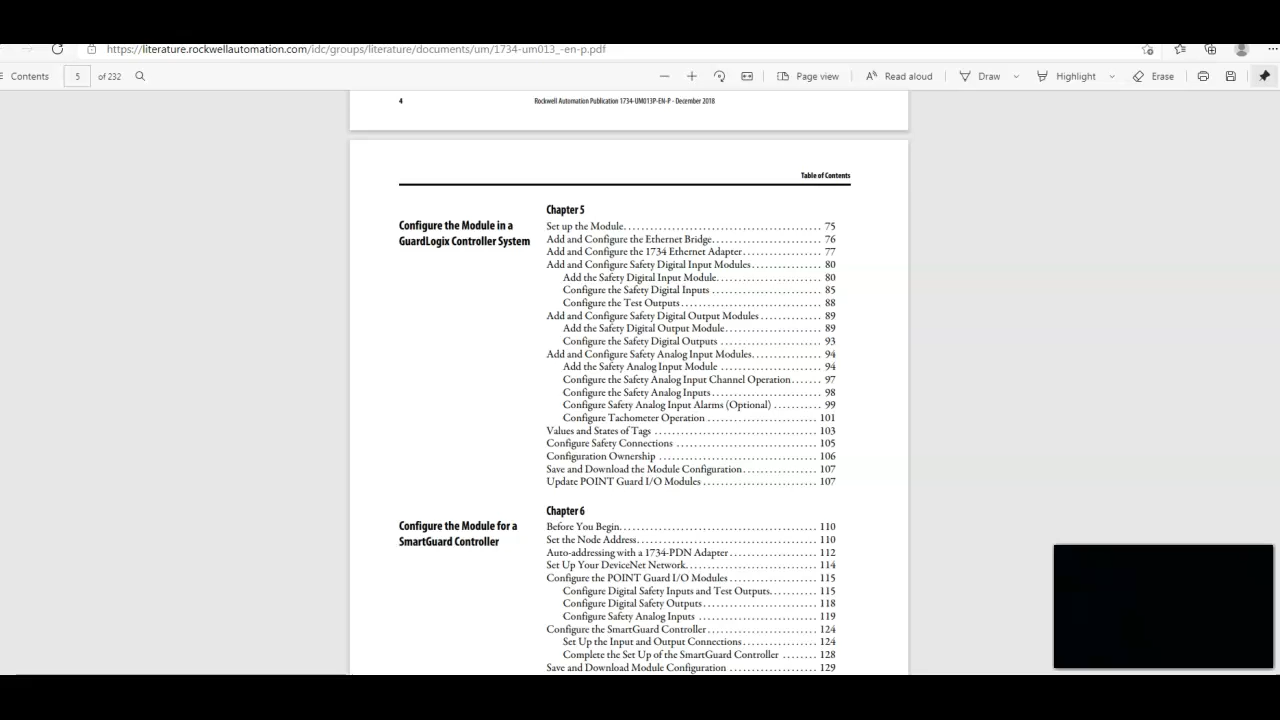 https://literature.rockwellautomation.com/idc/groups/literature/documents/um/1734-um013_-en-p.pdf
Contents 5 of 232 Page view Read aloud Draw Highlight Erase
4 Rockwell Automation Publication 1734-UM013P-EN-P - December 2018
Table of Contents
Chapter 5
Configure the Module in a
GuardLogix Controller System
Set up the Module. . . . . . . . . . . . . . . . . . . . . . . . 75
Add and Configure the Ethernet Bridge. . . . . . . . . . . . . 76
Add and Configure the 1734 Ethernet Adapter. . . . . . . . . . 77
Add and Configure Safety Digital Input Modules . . . . . . . . 80
Add the Safety Digital Input Module. . . . . . . . . . . . . 80
Configure the Safety Digital Inputs . . . . . . . . . . . . . 85
Configure the Test Outputs . . . . . . . . . . . . . . . . . 88
Add and Configure Safety Digital Output Modules . . . . . . . 89
Add the Safety Digital Output Module . . . . . . . . . . . . 89
Configure the Safety Digital Outputs . . . . . . . . . . . . 93
Add and Configure Safety Analog Input Modules. . . . . . . . . 94
Add the Safety Analog Input Module . . . . . . . . . . . . . 94
Configure the Safety Analog Input Channel Operation. . . . . . 97
Configure the Safety Analog Inputs . . . . . . . . . . . . . 98
Configure Safety Analog Input Alarms (Optional) . . . . . . . 99
Configure Tachometer Operation . . . . . . . . . . . . . . . 101
Values and States of Tags . . . . . . . . . . . . . . . . . . 103
Configure Safety Connections . . . . . . . . . . . . . . . . 105
Configuration Ownership . . . . . . . . . . . . . . . . . . . 106
Save and Download the Module Configuration . . . . . . . . . . 107
Update POINT Guard I/O Modules . . . . . . . . . . . . . . . 107
Chapter 6
Configure the Module for a
SmartGuard Controller
Before You Begin. . . . . . . . . . . . . . . . . . . . . . . 110
Set the Node Address. . . . . . . . . . . . . . . . . . . . . 110
Auto-addressing with a 1734-PDN Adapter . . . . . . . . . . . 112
Set Up Your DeviceNet Network. . . . . . . . . . . . . . . . . 114
Configure the POINT Guard I/O Modules . . . . . . . . . . . . 115
Configure Digital Safety Inputs and Test Outputs. . . . . . . 115
Configure Digital Safety Outputs . . . . . . . . . . . . . . 118
Configure Safety Analog Inputs . . . . . . . . . . . . . . . 119
Configure the SmartGuard Controller . . . . . . . . . . . . . 124
Set Up the Input and Output Connections . . . . . . . . . . . 124
Complete the Set Up of the SmartGuard Controller . . . . . . . 128
Save and Download Module Configuration . . . . . . . . . . . . 129